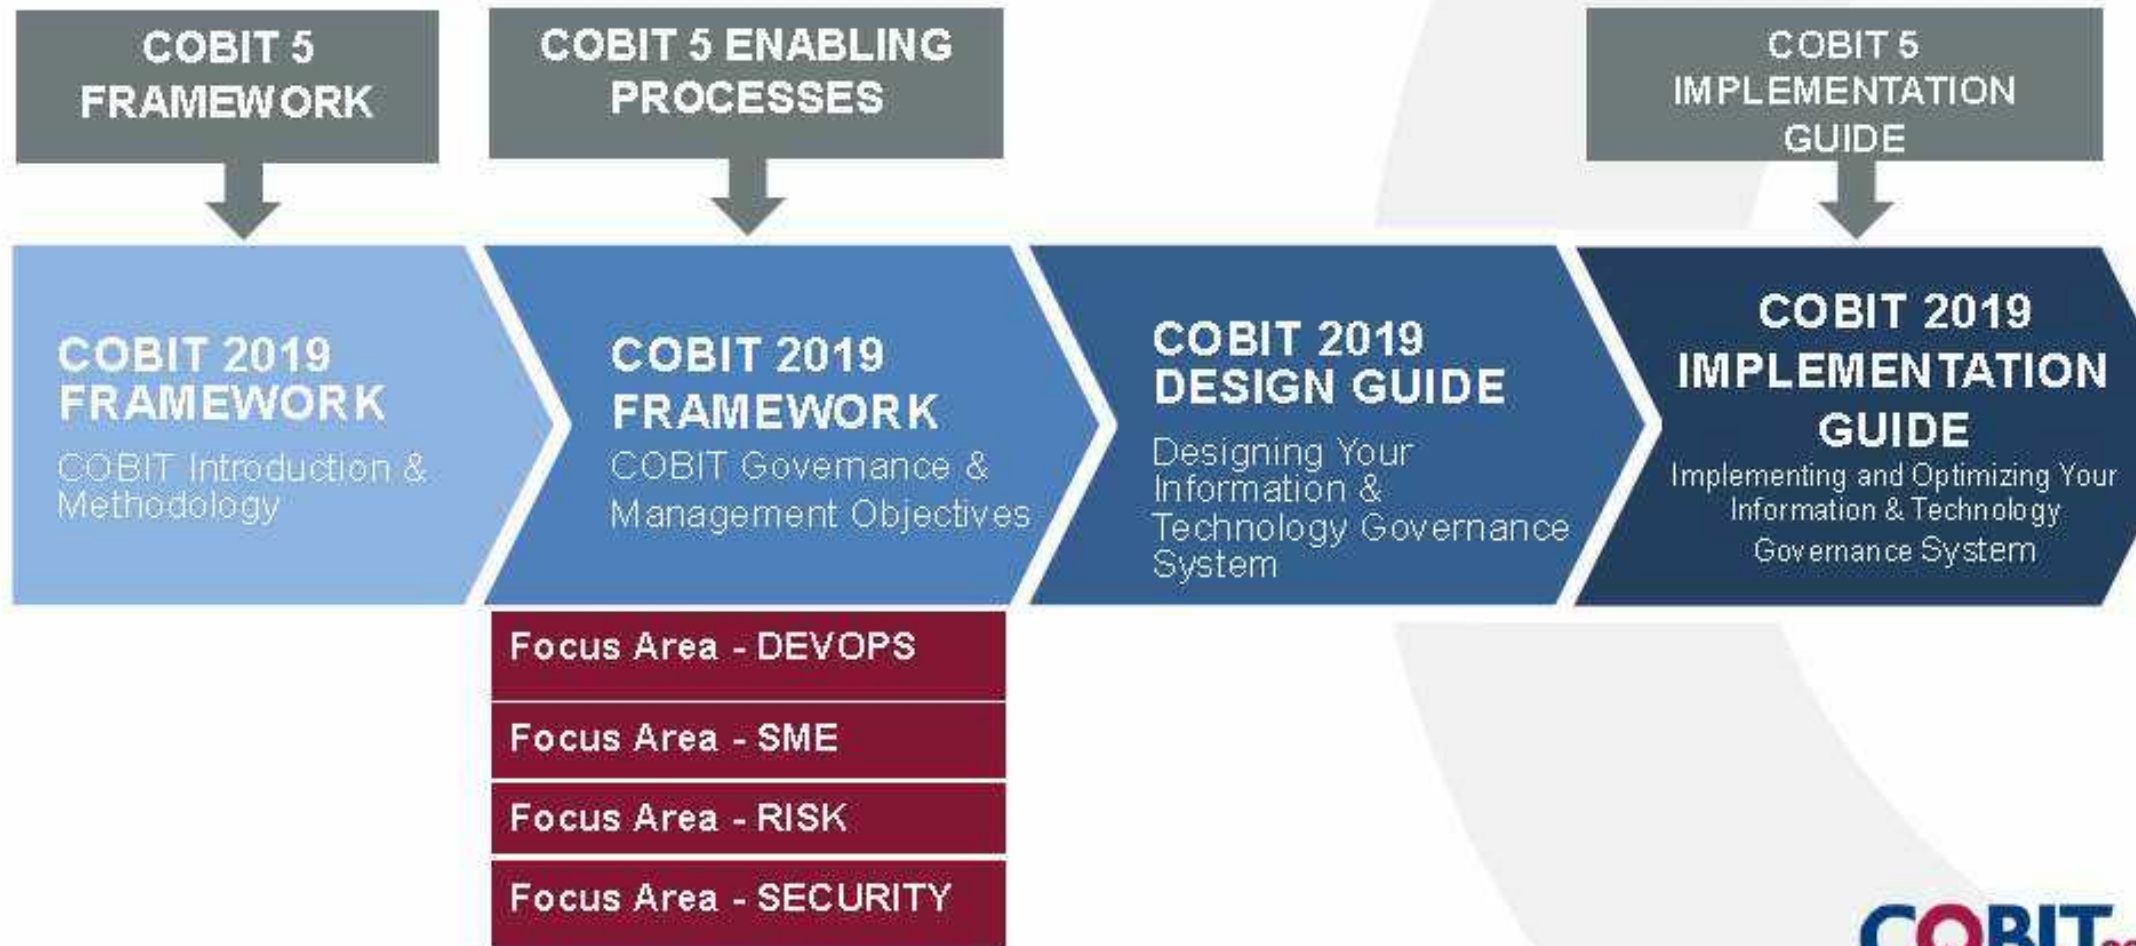 COBIT 5
FRAMEWORK
COBIT 5 ENABLING
PROCESSES
COBIT 5
IMPLEMENTATION
GUIDE
COBIT 2019
FRAMEWORK
COBIT Introduction &
Methodology
COBIT 2019
FRAMEWORK
COBIT Governance &
Management Objectives
COBIT 2019
DESIGN GUIDE
Designing Your
Information &
Technology Governance
System
COBIT 2019
IMPLEMENTATION
GUIDE
Implementing and Optimizing Your
Information & Technology
Governance System
Focus Area - DEVOPS
Focus Area - SME
Focus Area - RISK
Focus Area - SECURITY
COBIT